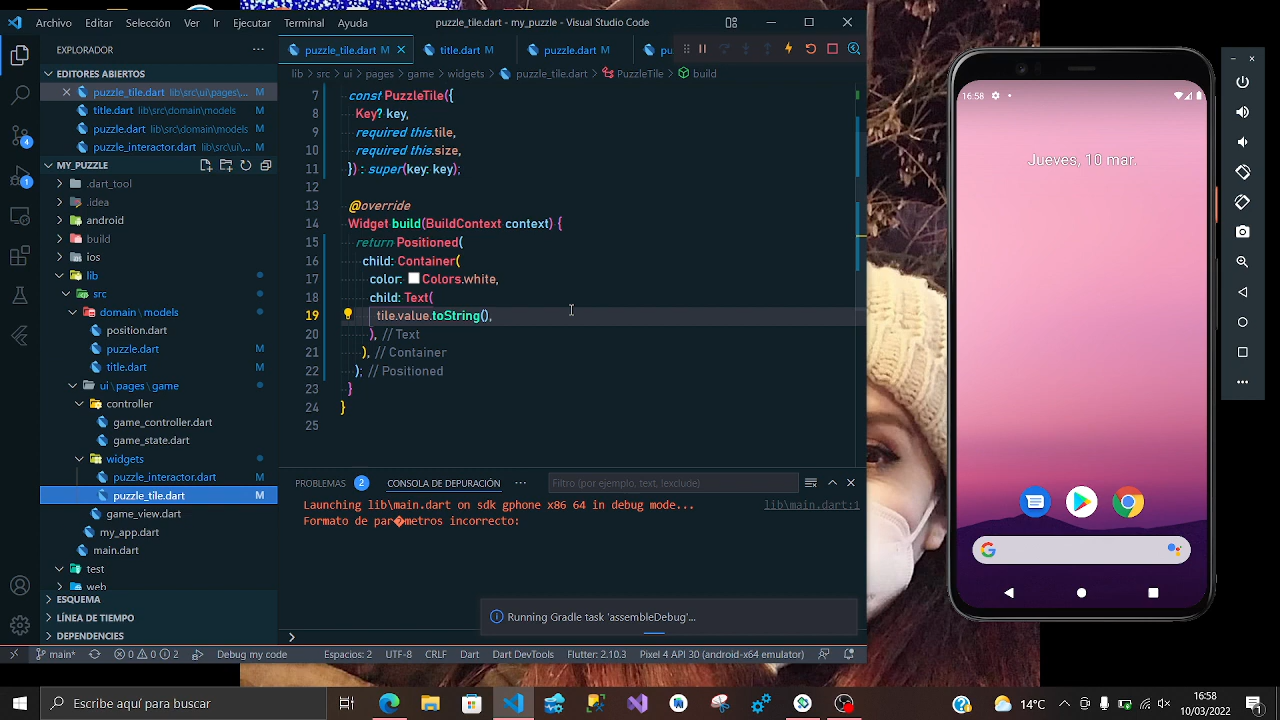 Archivo Editar Selección Ver Ir Ejecutar Terminal Ayuda
puzzle_tile.dart - my_puzzle - Visual Studio Code
EXPLORADOR
puzzle_tile.dart M
title.dart M
puzzle.dart M
pu
EDITORES ABIERTOS
puzzle_tile.dart lib\src\ui\pages\... M
title.dart lib\src\domain\models M
puzzle.dart lib\src\domain\models M
puzzle_interactor.dart lib\src\ui\... M
MY_PUZZLE
.dart_tool
.idea
android
build
ios
lib
src
domain \ models
position.dart
puzzle.dart M
title.dart M
ui \ pages \ game
controller
game_controller.dart
game_state.dart
widgets
puzzle_interactor.dart M
puzzle_tile.dart M
game_view.dart
my_app.dart
main.dart
test
web
ESQUEMA
LÍNEA DE TIEMPO
DEPENDENCIES
4
1
lib > src > ui > pages > game > widgets > puzzle_tile.dart > PuzzleTile > build
7 const PuzzleTile({
8 Key? key,
9 required this.tile,
10 required this.size,
11 }) : super(key: key);
12
13 @override
14 Widget build(BuildContext context) {
15 return Positioned(
16 child: Container(
17 color: Colors.white,
18 child: Text(
19 tile.value.toString(),
20 ), // Text
21 ), // Container
22 ); // Positioned
23 }
24 }
25
PROBLEMAS 2 CONSOLA DE DEPURACIÓN ... Filtro (por ejemplo, text, !exclude)
Launching lib\main.dart on sdk gphone x86 64 in debug mode... lib\main.dart:1
Formato de par�metros incorrecto:
Running Gradle task 'assembleDebug'...
main* 0 0 2 Debug my code Espacios: 2 UTF-8 CRLF Dart Dart DevTools Flutter: 2.10.3 Pixel 4 API 30 (android-x64 emulator)
16:58
Jueves, 10 mar.
Escribe aquí para buscar
14°C
16:58
10/03/2022
1